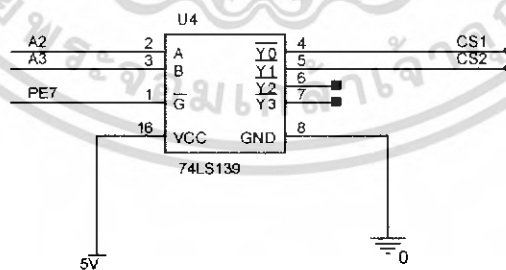 U4
A2 2 A Y0 4 CS1
A3 3 B Y1 5 CS2
Y2 6
PE7 1 G Y3 7
16 VCC GND 8
74LS139
5V
0